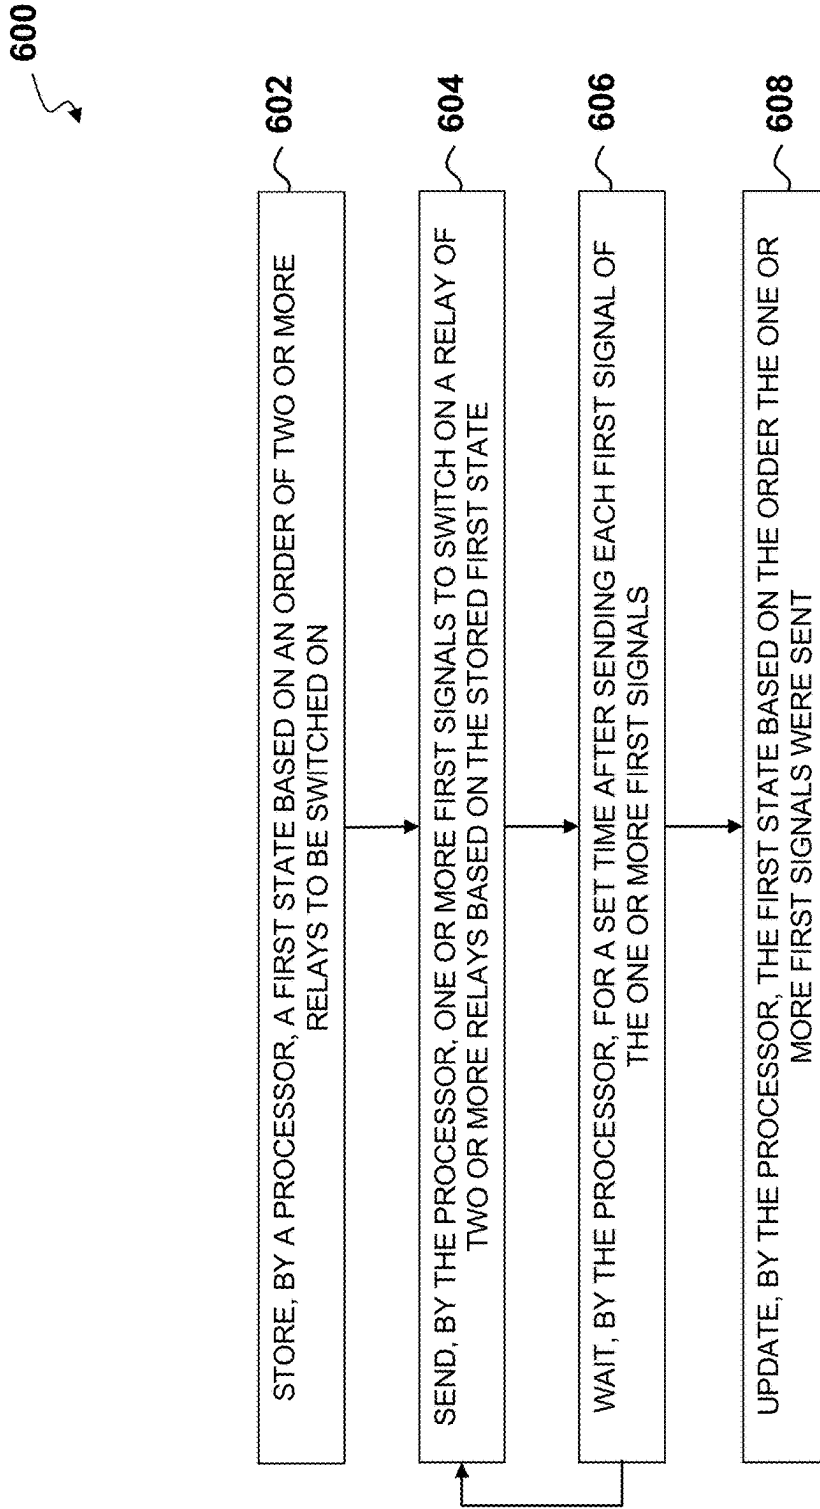 600
STORE, BY A PROCESSOR, A FIRST STATE BASED ON AN ORDER OF TWO OR MORE
RELAYS TO BE SWITCHED ON
602
SEND, BY THE PROCESSOR, ONE OR MORE FIRST SIGNALS TO SWITCH ON A RELAY OF
TWO OR MORE RELAYS BASED ON THE STORED FIRST STATE
604
WAIT, BY THE PROCESSOR, FOR A SET TIME AFTER SENDING EACH FIRST SIGNAL OF
THE ONE OR MORE FIRST SIGNALS
606
UPDATE, BY THE PROCESSOR, THE FIRST STATE BASED ON THE ORDER THE ONE OR
MORE FIRST SIGNALS WERE SENT
608